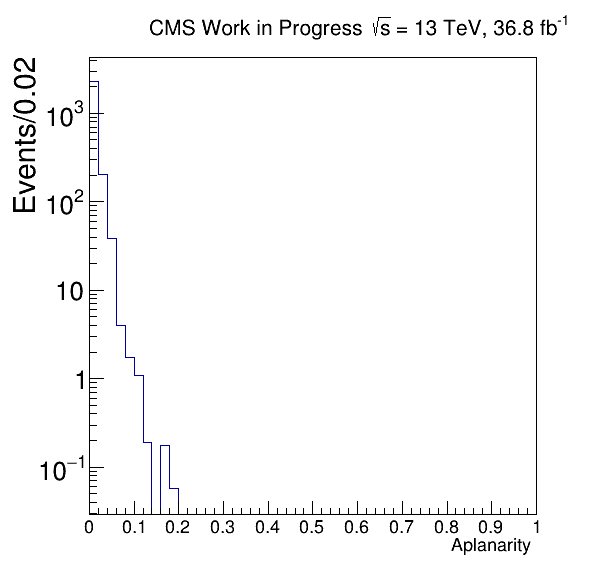 CMS Work in Progress √s = 13 TeV, 36.8 fb⁻¹
Events/0.02
10³
10²
10
1
10⁻¹
0 0.1 0.2 0.3 0.4 0.5 0.6 0.7 0.8 0.9 1
Aplanarity